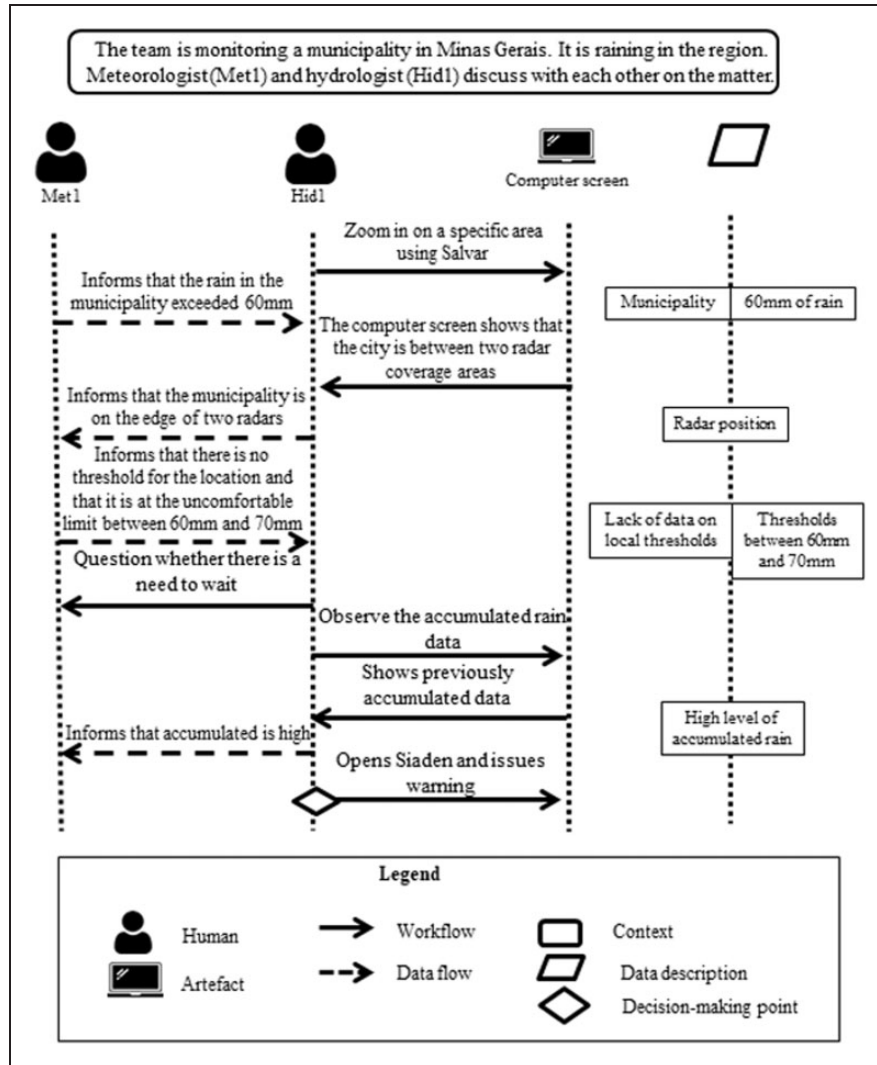 The team is monitoring a municipality in Minas Gerais. It is raining in the region.
Meteorologist (Met1) and hydrologist (Hid1) discuss with each other on the matter.
Met1
Hid1
Computer screen
Zoom in on a specific area
using Salvar
Informs that the rain in the
municipality exceeded 60mm
Municipality
60mm of rain
The computer screen shows that
the city is between two radar
coverage areas
Informs that the municipality is
on the edge of two radars
Radar position
Informs that there is no
threshold for the location and
that it is at the uncomfortable
limit between 60mm and 70mm
Lack of data on
local thresholds
Thresholds
between 60mm
and 70mm
Question whether there is a
need to wait
Observe the accumulated rain
data
Shows previously
accumulated data
Informs that accumulated is high
High level of
accumulated rain
Opens Siaden and issues
warning
Legend
Human
Workflow
Context
Artefact
Data flow
Data description
Decision-making point